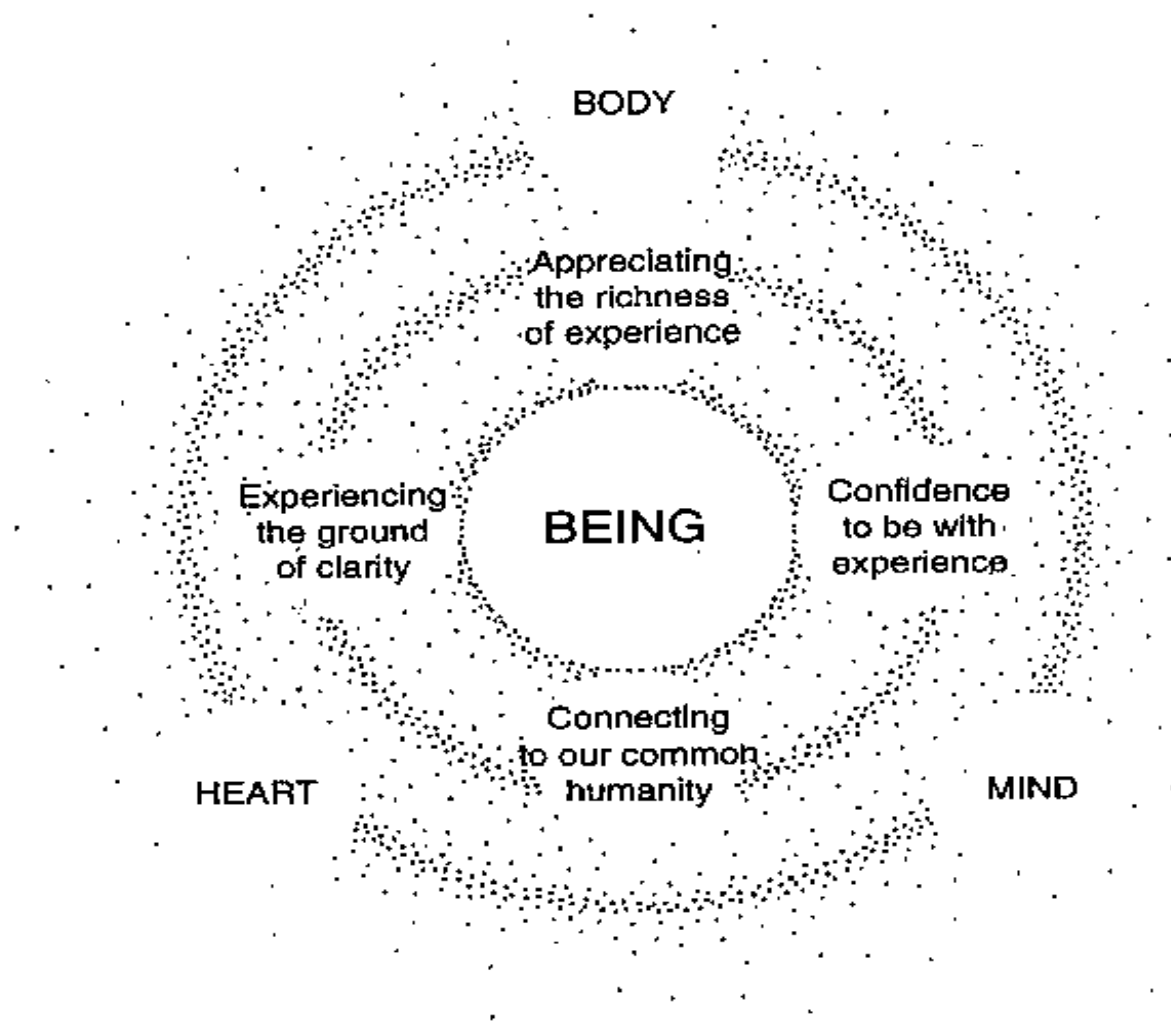 BODY
Appreciating
the richness
of experience
Experiencing
the ground
of clarity
BEING
Confidence
to be with
experience
Connecting
to our common
humanity
HEART
MIND